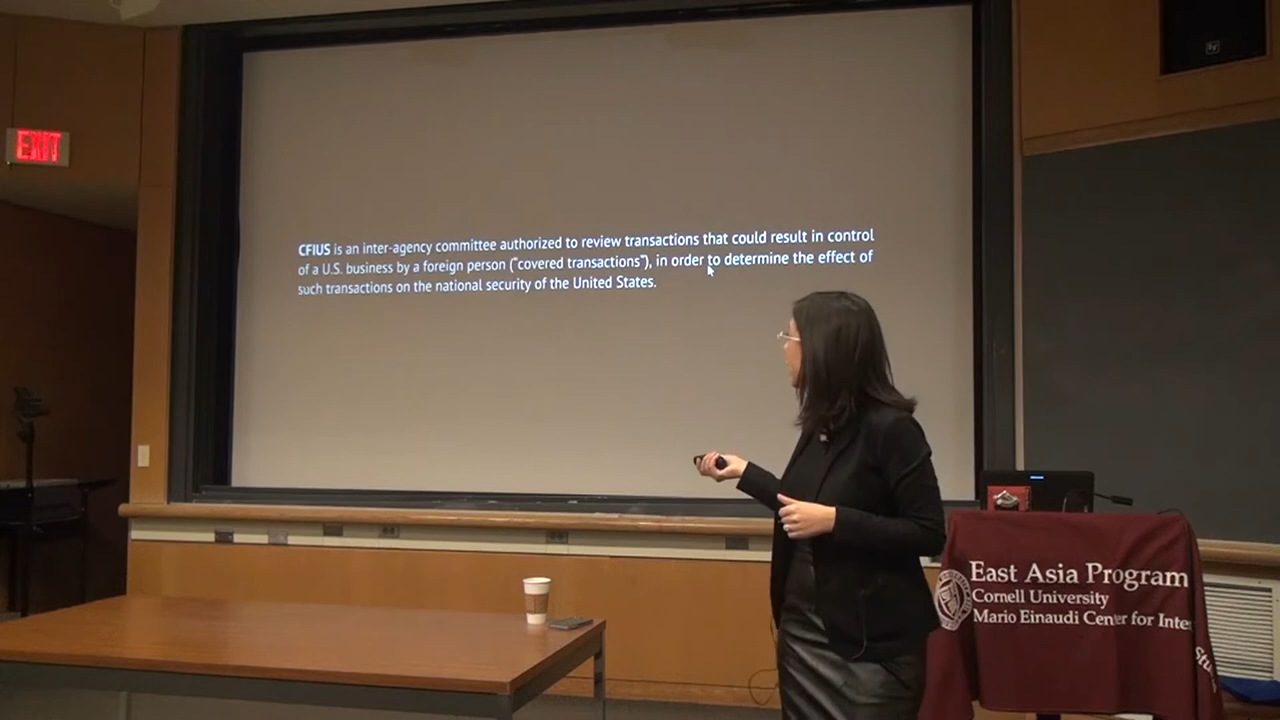 EXIT
CFIUS is an inter-agency committee authorized to review transactions that could result in control
of a U.S. business by a foreign person ("covered transactions"), in order to determine the effect of
such transactions on the national security of the United States.
East Asia Program
Cornell University
Mario Einaudi Center for Inte
Stu